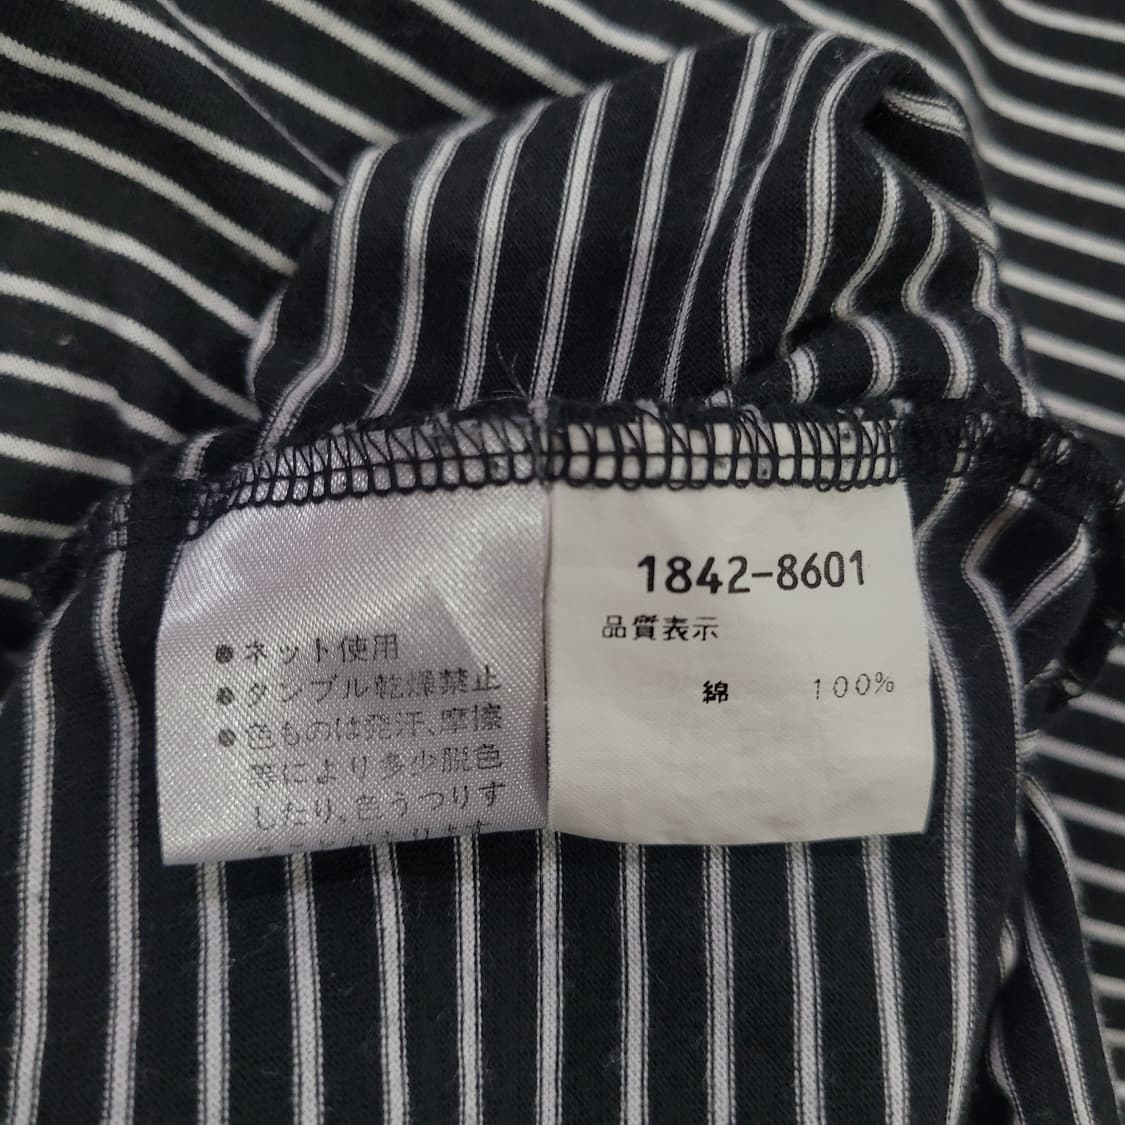 ●ネット使用
●タンブル乾燥禁止
●色ものは発汗､摩擦
等により多少脱色
したり､色うつりす
1842-8601
品質表示
綿 100%